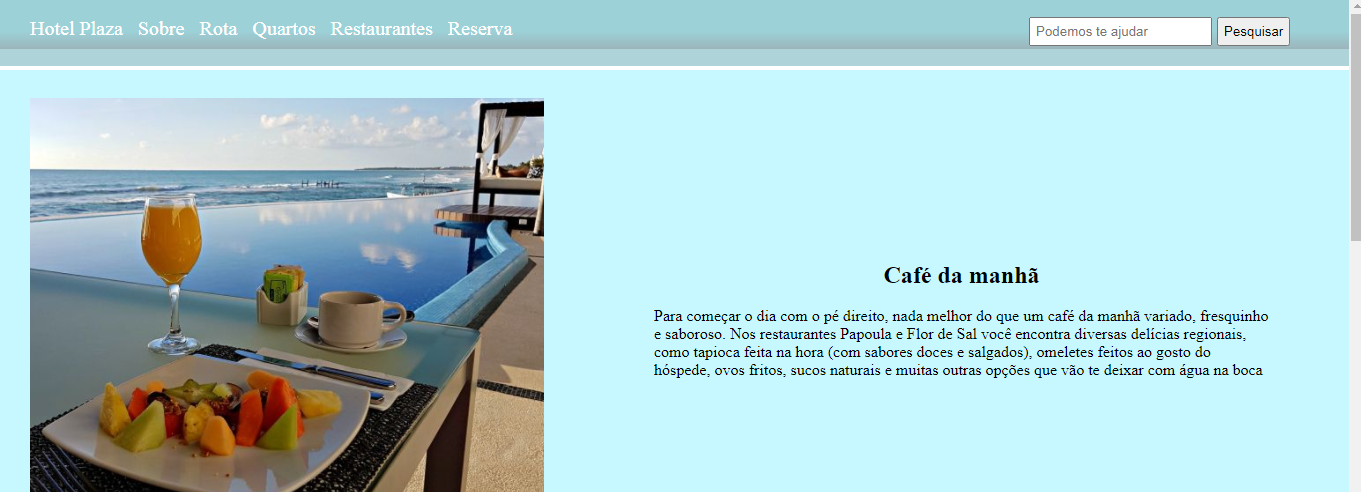 Hotel Plaza Sobre Rota Quartos Restaurantes Reserva Podemos te ajudar Pesquisar
Café da manhã
Para começar o dia com o pé direito, nada melhor do que um café da manhã variado, fresquinho
e saboroso. Nos restaurantes Papoula e Flor de Sal você encontra diversas delícias regionais,
como tapioca feita na hora (com sabores doces e salgados), omeletes feitos ao gosto do
hóspede, ovos fritos, sucos naturais e muitas outras opções que vão te deixar com água na boca